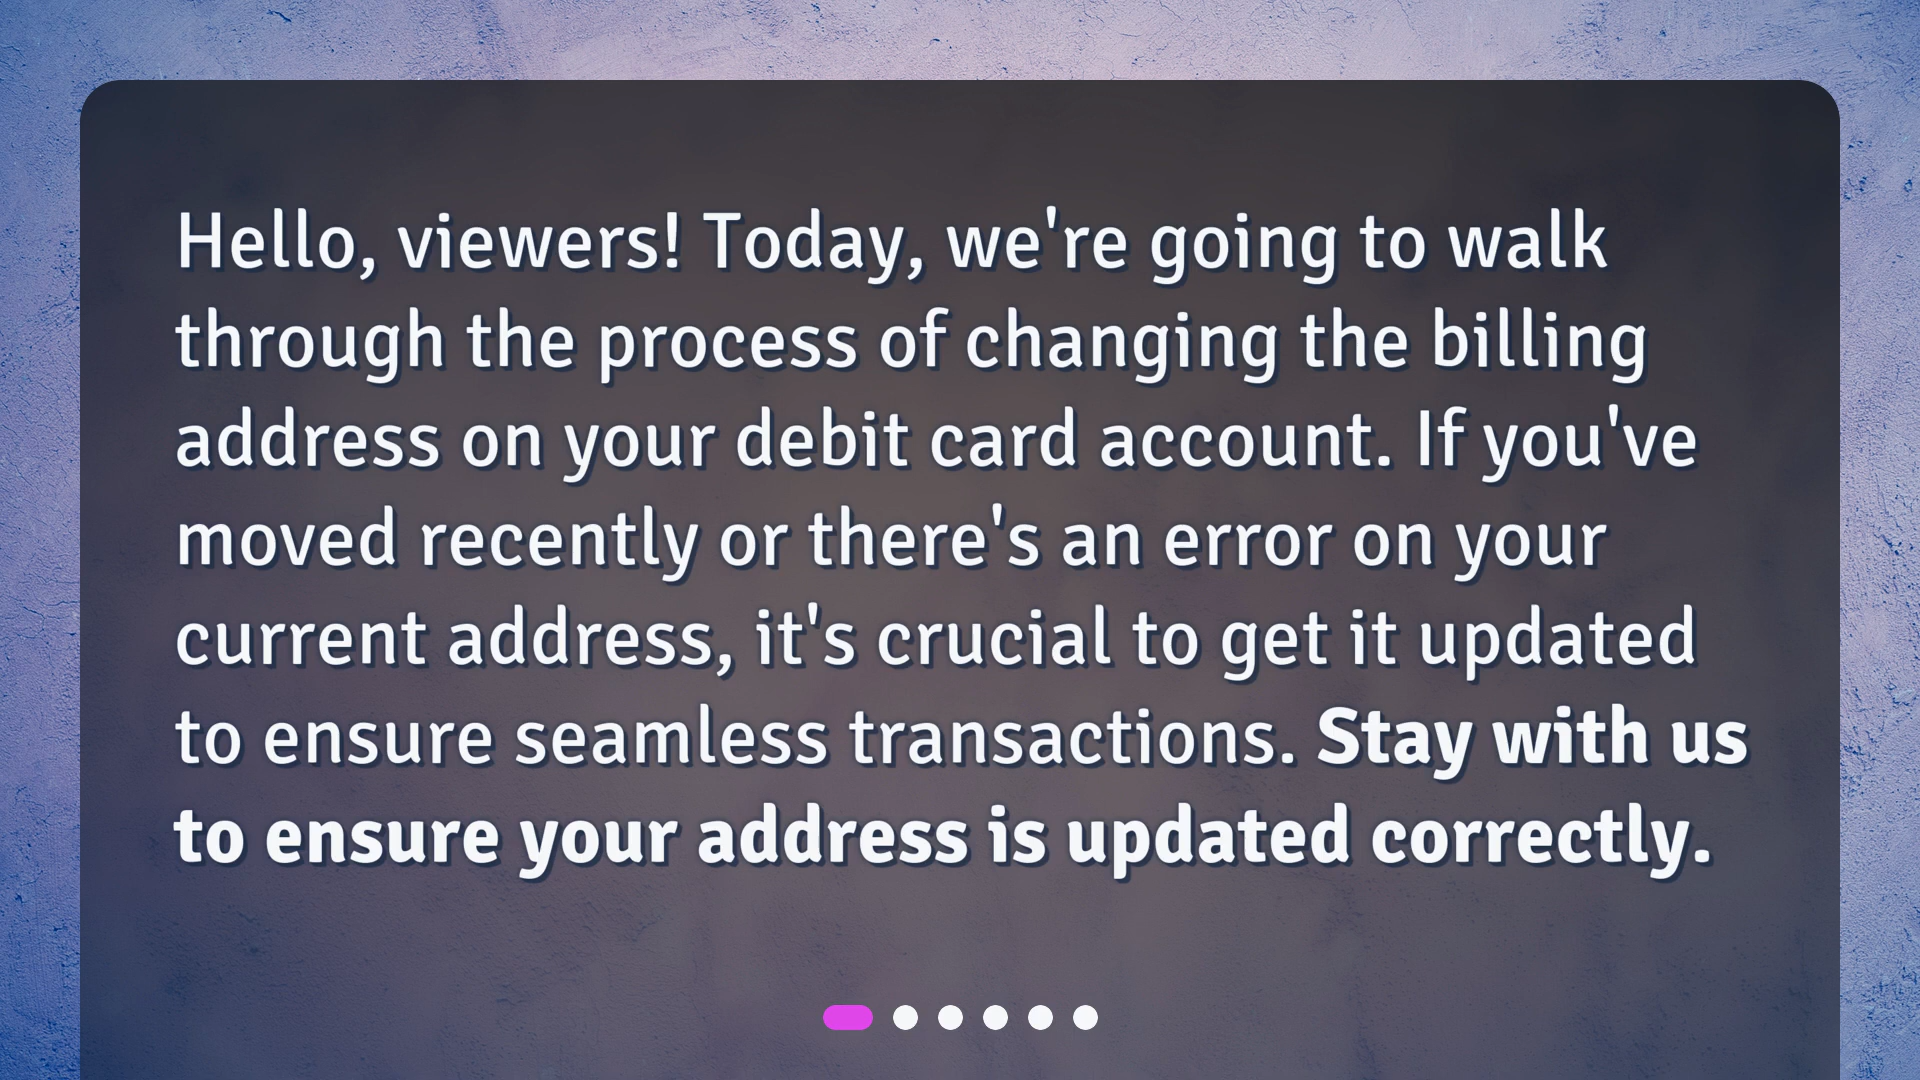 Hello, viewers! Today, we're going to walk
through the process of changing the billing
address on your debit card account. If you've
moved recently or there's an error on your
current address, it's crucial to get it updated
to ensure seamless transactions. Stay with us
to ensure your address is updated correctly.